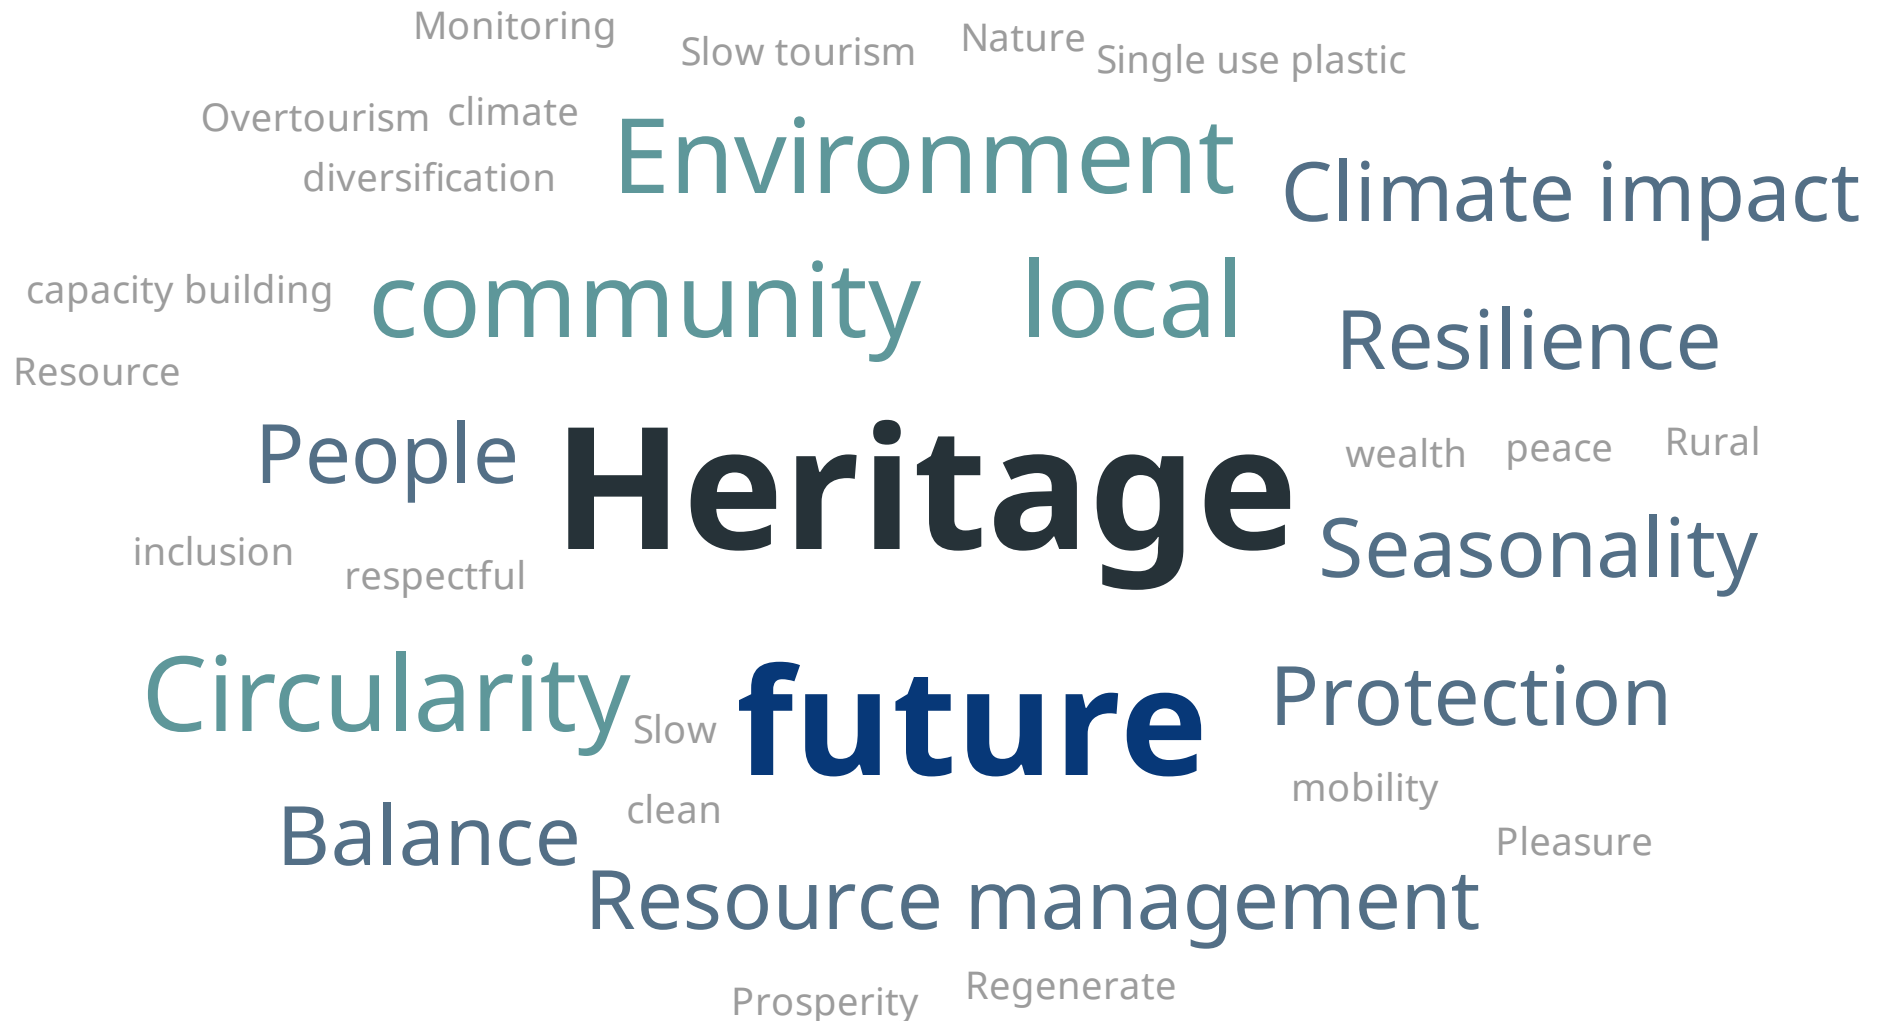 Monitoring
Slow tourism
Nature
Single use plastic
Overtourism
climate
Environment
diversification
Climate impact
capacity building
community
local
Resilience
Resource
People
Heritage
wealth
peace
Rural
inclusion
respectful
Seasonality
Circularity
Slow
future
Protection
mobility
Balance
clean
Pleasure
Resource management
Prosperity
Regenerate